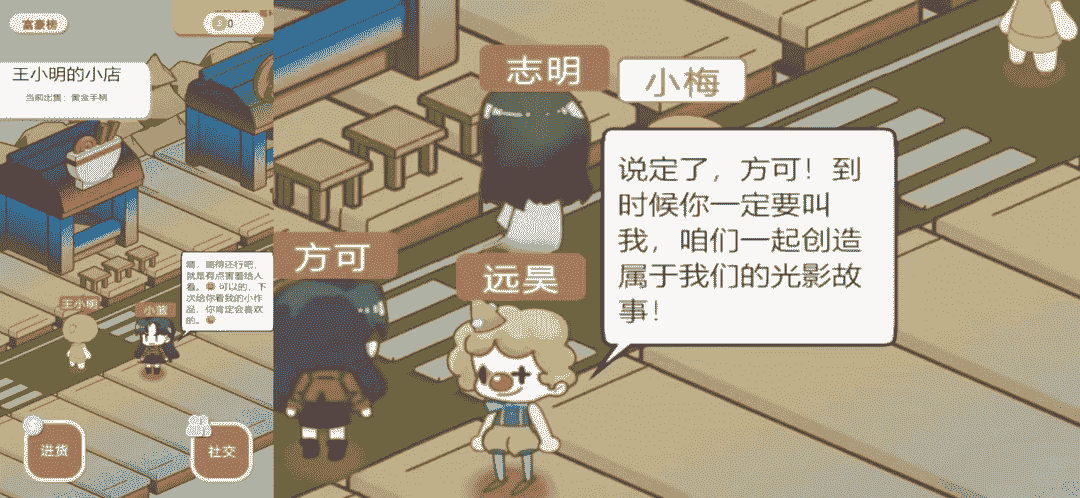 富豪榜
0
王小明的小店
当前出售：黄金手柄
嗯，画得还行吧，
就是有点害羞给人
看。可以的，下
次给你看我的小作
品，你肯定会喜欢
的。
王小明
小蓝
进货
社交
志明
小梅
说定了，方可！到
时候你一定要叫
我，咱们一起创造
属于我们的光影故
事！
方可
远昊